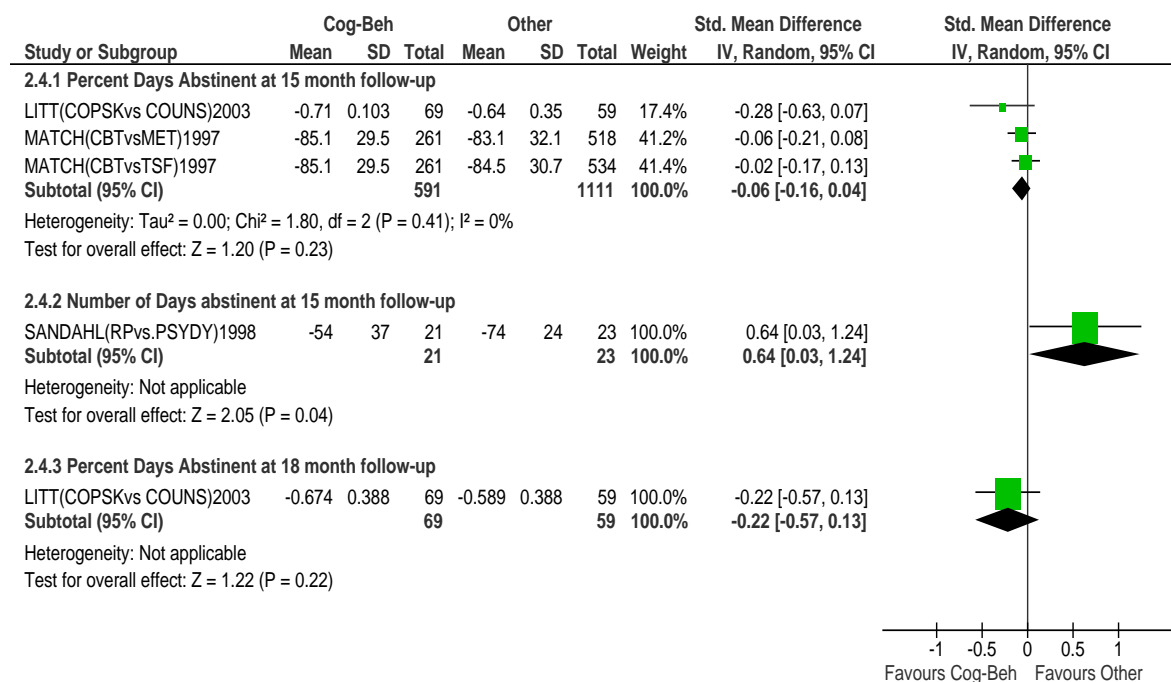 Cog-Beh Other Std. Mean Difference Std. Mean Difference
Study or Subgroup Mean SD Total Mean SD Total Weight IV, Random, 95% CI IV, Random, 95% CI
2.4.1 Percent Days Abstinent at 15 month follow-up
LITT(COPSKvs COUNS)2003 -0.71 0.103 69 -0.64 0.35 59 17.4% -0.28 [-0.63, 0.07]
MATCH(CBTvsMET)1997 -85.1 29.5 261 -83.1 32.1 518 41.2% -0.06 [-0.21, 0.08]
MATCH(CBTvsTSF)1997 -85.1 29.5 261 -84.5 30.7 534 41.4% -0.02 [-0.17, 0.13]
Subtotal (95% CI) 591 1111 100.0% -0.06 [-0.16, 0.04]
Heterogeneity: Tau² = 0.00; Chi² = 1.80, df = 2 (P = 0.41); I² = 0%
Test for overall effect: Z = 1.20 (P = 0.23)
2.4.2 Number of Days abstinent at 15 month follow-up
SANDAHL(RPvs.PSYDY)1998 -54 37 21 -74 24 23 100.0% 0.64 [0.03, 1.24]
Subtotal (95% CI) 21 23 100.0% 0.64 [0.03, 1.24]
Heterogeneity: Not applicable
Test for overall effect: Z = 2.05 (P = 0.04)
2.4.3 Percent Days Abstinent at 18 month follow-up
LITT(COPSKvs COUNS)2003 -0.674 0.388 69 -0.589 0.388 59 100.0% -0.22 [-0.57, 0.13]
Subtotal (95% CI) 69 59 100.0% -0.22 [-0.57, 0.13]
Heterogeneity: Not applicable
Test for overall effect: Z = 1.22 (P = 0.22)
-1 -0.5 0 0.5 1
Favours Cog-Beh Favours Other